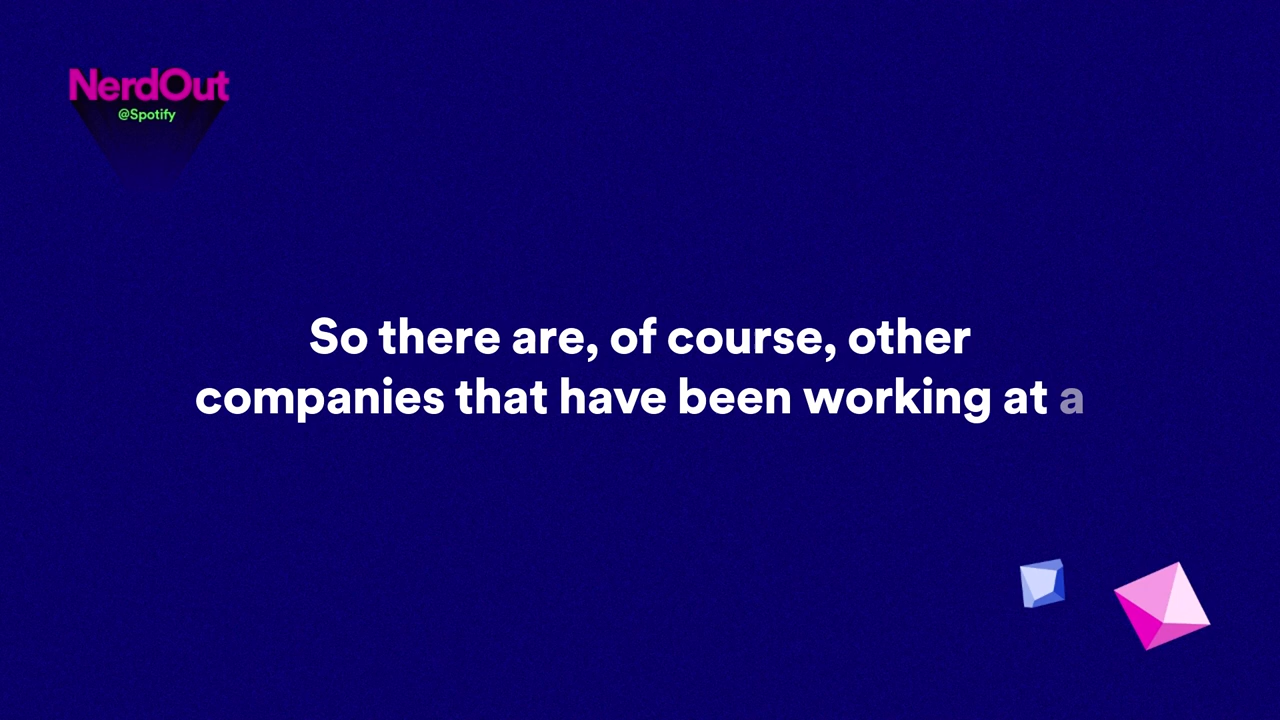 NerdOut
@Spotify
So there are, of course, other
companies that have been working at a